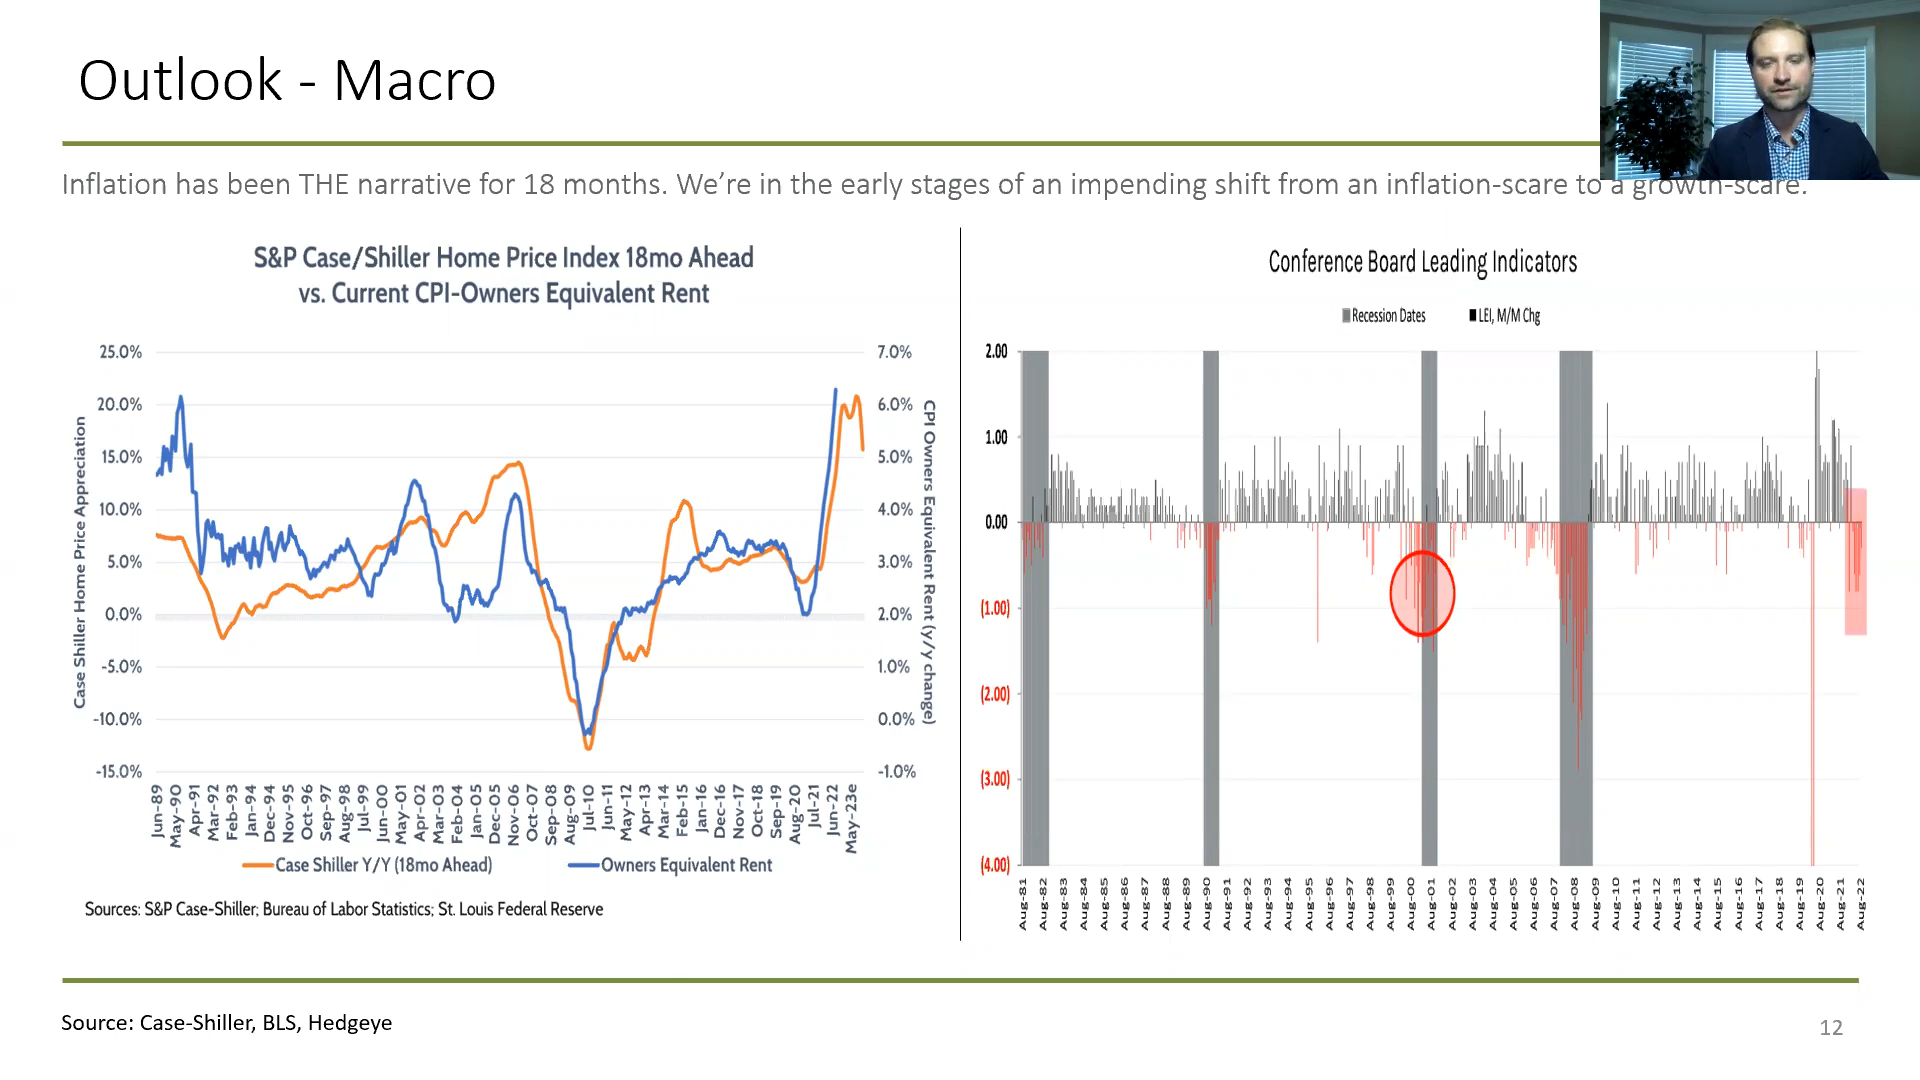 Outlook - Macro
Inflation has been THE narrative for 18 months. We're in the early stages of an impending shift from an inflation-scare to a growth-scare.
S&P Case/Shiller Home Price Index 18mo Ahead
vs. Current CPI-Owners Equivalent Rent
25.0%
20.0%
15.0%
10.0%
5.0%
0.0%
-5.0%
-10.0%
-15.0%
Case Shiller Home Price Appreciation
7.0%
6.0%
5.0%
4.0%
3.0%
2.0%
1.0%
0.0%
-1.0%
CPI Owners Equivalent Rent (y/y change)
Jun-89
May-90
Apr-91
Mar-92
Feb-93
Jan-94
Dec-94
Nov-95
Oct-96
Sep-97
Aug-98
Jul-99
Jun-00
May-01
Apr-02
Mar-03
Feb-04
Jan-05
Dec-05
Nov-06
Oct-07
Sep-08
Aug-09
Jul-10
Jun-11
May-12
Apr-13
Mar-14
Feb-15
Jan-16
Dec-16
Nov-17
Oct-18
Sep-19
Aug-20
Jul-21
Jun-22
May-23e
Case Shiller Y/Y (18mo Ahead)
Owners Equivalent Rent
Sources: S&P Case-Shiller; Bureau of Labor Statistics; St. Louis Federal Reserve
Conference Board Leading Indicators
Recession Dates
LEI, M/M Chg
2.00
1.00
0.00
(1.00)
(2.00)
(3.00)
(4.00)
Aug-81
Aug-82
Aug-83
Aug-84
Aug-85
Aug-86
Aug-87
Aug-88
Aug-89
Aug-90
Aug-91
Aug-92
Aug-93
Aug-94
Aug-95
Aug-96
Aug-97
Aug-98
Aug-99
Aug-00
Aug-01
Aug-02
Aug-03
Aug-04
Aug-05
Aug-06
Aug-07
Aug-08
Aug-09
Aug-10
Aug-11
Aug-12
Aug-13
Aug-14
Aug-15
Aug-16
Aug-17
Aug-18
Aug-19
Aug-20
Aug-21
Aug-22
Source: Case-Shiller, BLS, Hedgeye
12